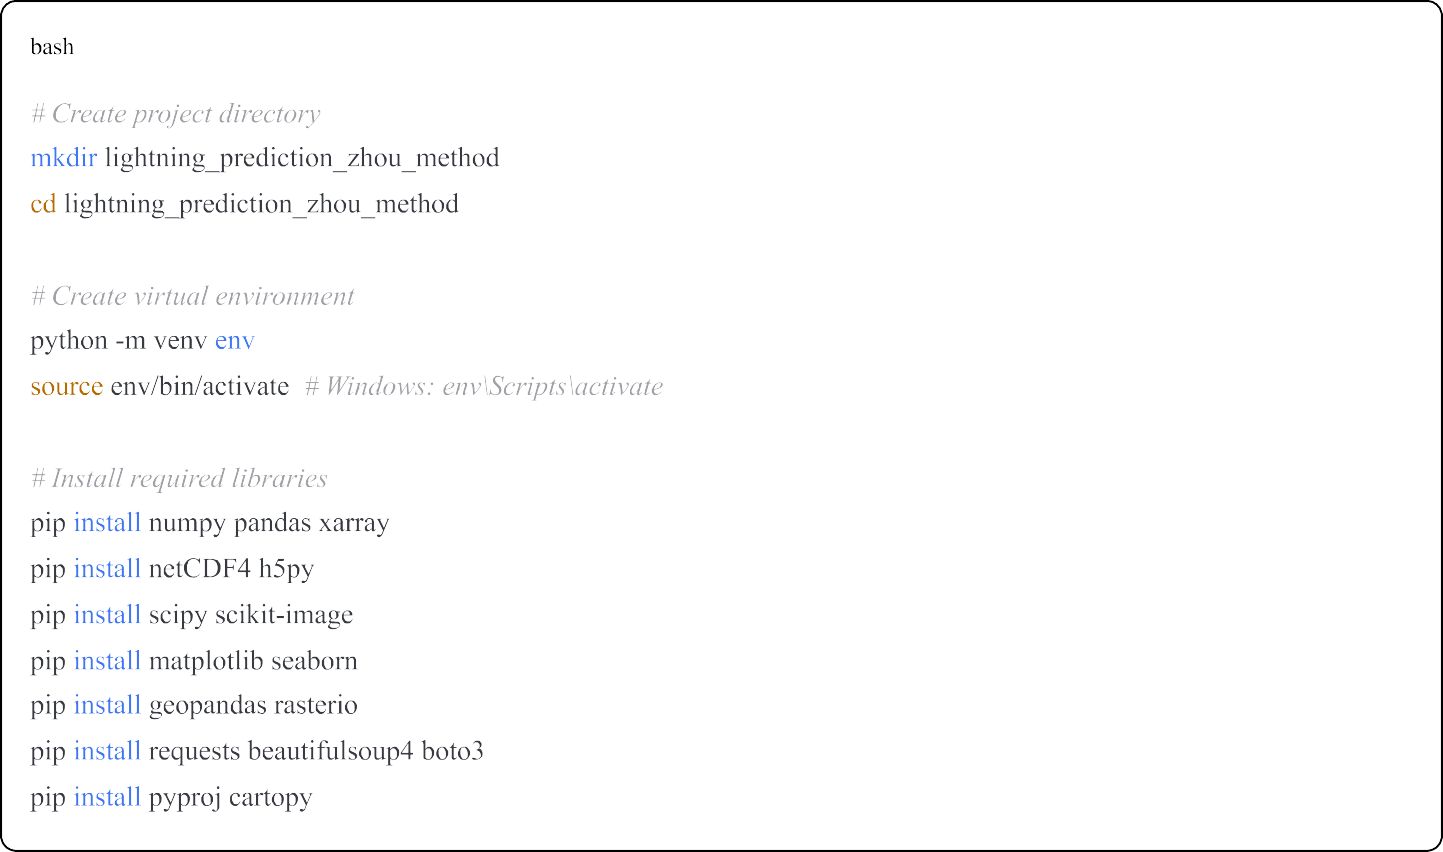 bash
# Create project directory
mkdir lightning_prediction_zhou_method
cd lightning_prediction_zhou_method
# Create virtual environment
python -m venv env
source env/bin/activate  # Windows: env\Scripts\activate
# Install required libraries
pip install numpy pandas xarray
pip install netCDF4 h5py
pip install scipy scikit-image
pip install matplotlib seaborn
pip install geopandas rasterio
pip install requests beautifulsoup4 boto3
pip install pyproj cartopy